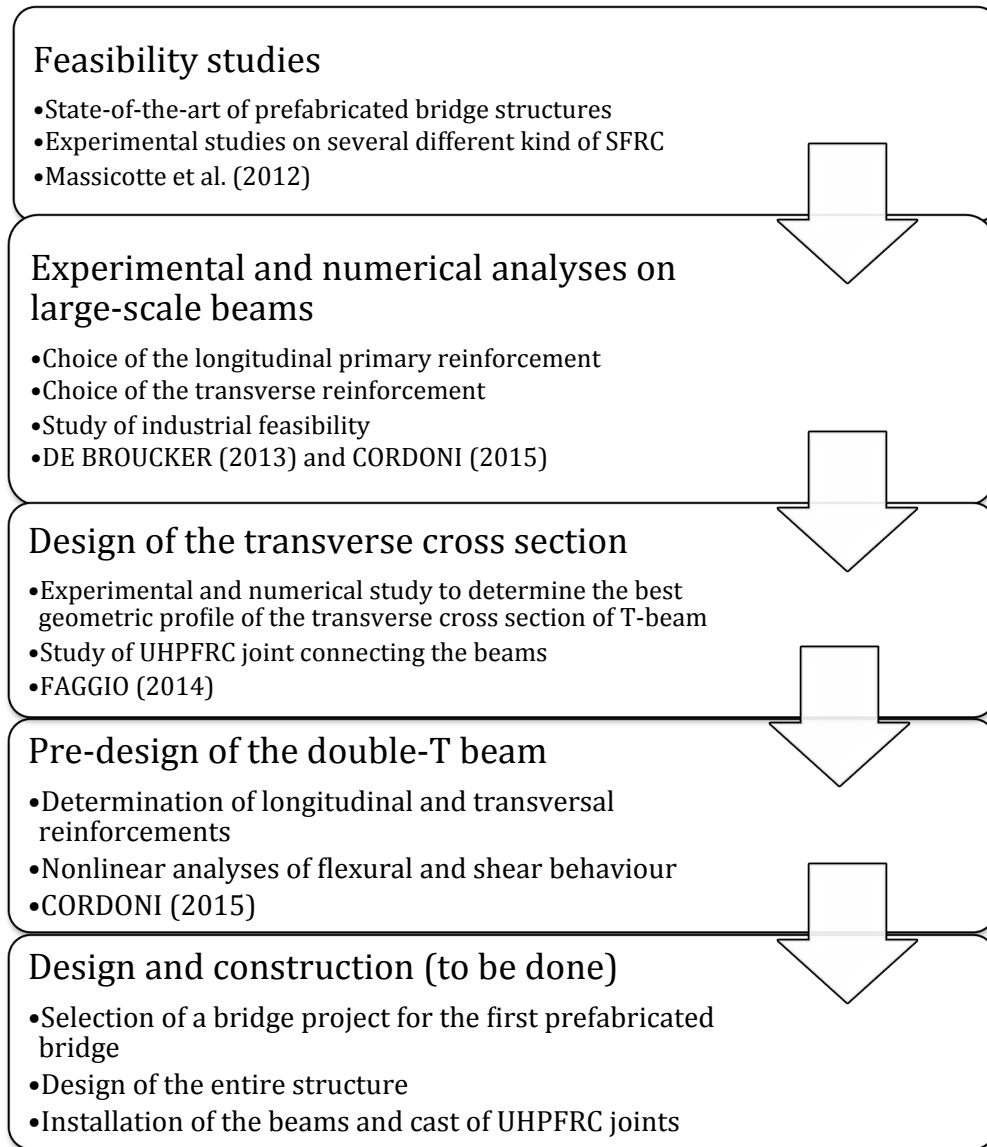 Feasibility studies
•State-of-the-art of prefabricated bridge structures
•Experimental studies on several different kind of SFRC
•Massicotte et al. (2012)
Experimental and numerical analyses on
large-scale beams
•Choice of the longitudinal primary reinforcement
•Choice of the transverse reinforcement
•Study of industrial feasibility
•DE BROUCKER (2013) and CORDONI (2015)
Design of the transverse cross section
•Experimental and numerical study to determine the best
geometric profile of the transverse cross section of T-beam
•Study of UHPFRC joint connecting the beams
•FAGGIO (2014)
Pre-design of the double-T beam
•Determination of longitudinal and transversal
reinforcements
•Nonlinear analyses of flexural and shear behaviour
•CORDONI (2015)
Design and construction (to be done)
•Selection of a bridge project for the first prefabricated
bridge
•Design of the entire structure
•Installation of the beams and cast of UHPFRC joints